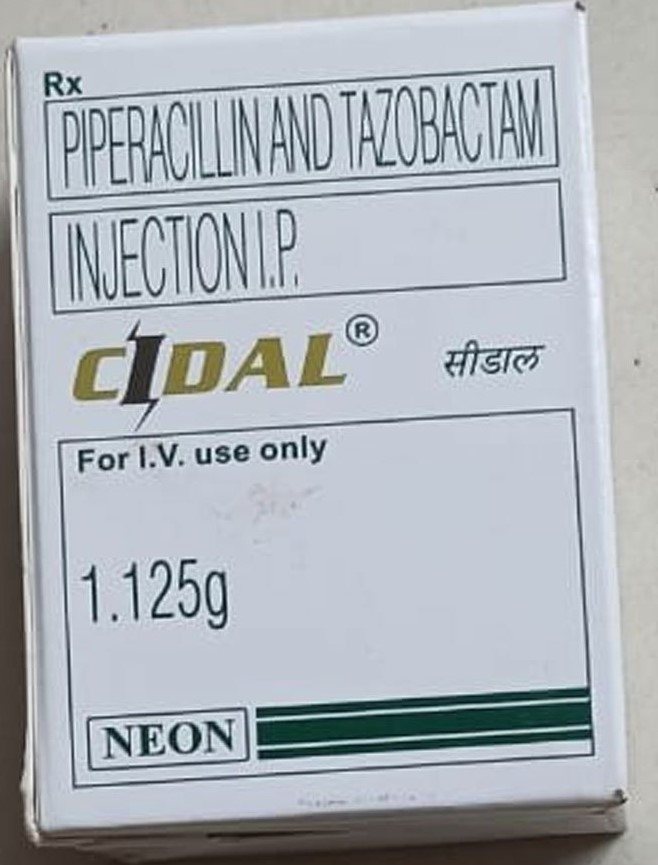 Rx
PIPERACILLIN AND TAZOBACTAM
INJECTION I.P.
CIDAL® सीडाल
For I.V. use only
1.125g
NEON